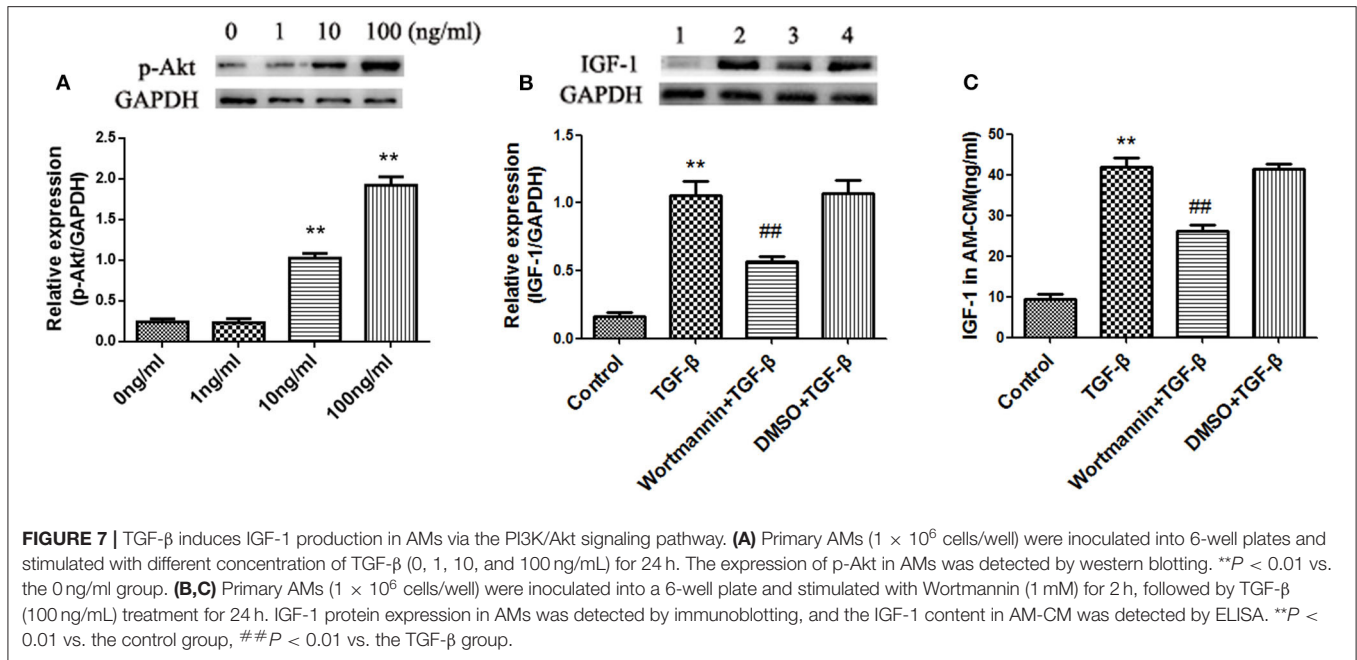 0 1 10 100 (ng/ml)
p-Akt
A
GAPDH
Relative expression
(p-Akt/GAPDH)
2.5
2.0
1.5
1.0
0.5
0.0
**
**
0ng/ml
1ng/ml
10ng/ml
100ng/ml
1 2 3 4
B
IGF-1
GAPDH
Relative expression
(IGF-1/GAPDH)
1.5
1.0
0.5
0.0
**
##
Control
TGF-β
Wortmannin+TGF-β
DMSO+TGF-β
C
IGF-1 in AM-CM(ng/ml)
50
40
30
20
10
0
**
##
Control
TGF-β
Wortmannin+TGF-β
DMSO+TGF-β
FIGURE 7 | TGF-β induces IGF-1 production in AMs via the PI3K/Akt signaling pathway. (A) Primary AMs (1 × 10⁶ cells/well) were inoculated into 6-well plates and
stimulated with different concentration of TGF-β (0, 1, 10, and 100 ng/mL) for 24 h. The expression of p-Akt in AMs was detected by western blotting. **P < 0.01 vs.
the 0 ng/ml group. (B,C) Primary AMs (1 × 10⁶ cells/well) were inoculated into a 6-well plate and stimulated with Wortmannin (1 mM) for 2 h, followed by TGF-β
(100 ng/mL) treatment for 24 h. IGF-1 protein expression in AMs was detected by immunoblotting, and the IGF-1 content in AM-CM was detected by ELISA. **P <
0.01 vs. the control group, ##P < 0.01 vs. the TGF-β group.